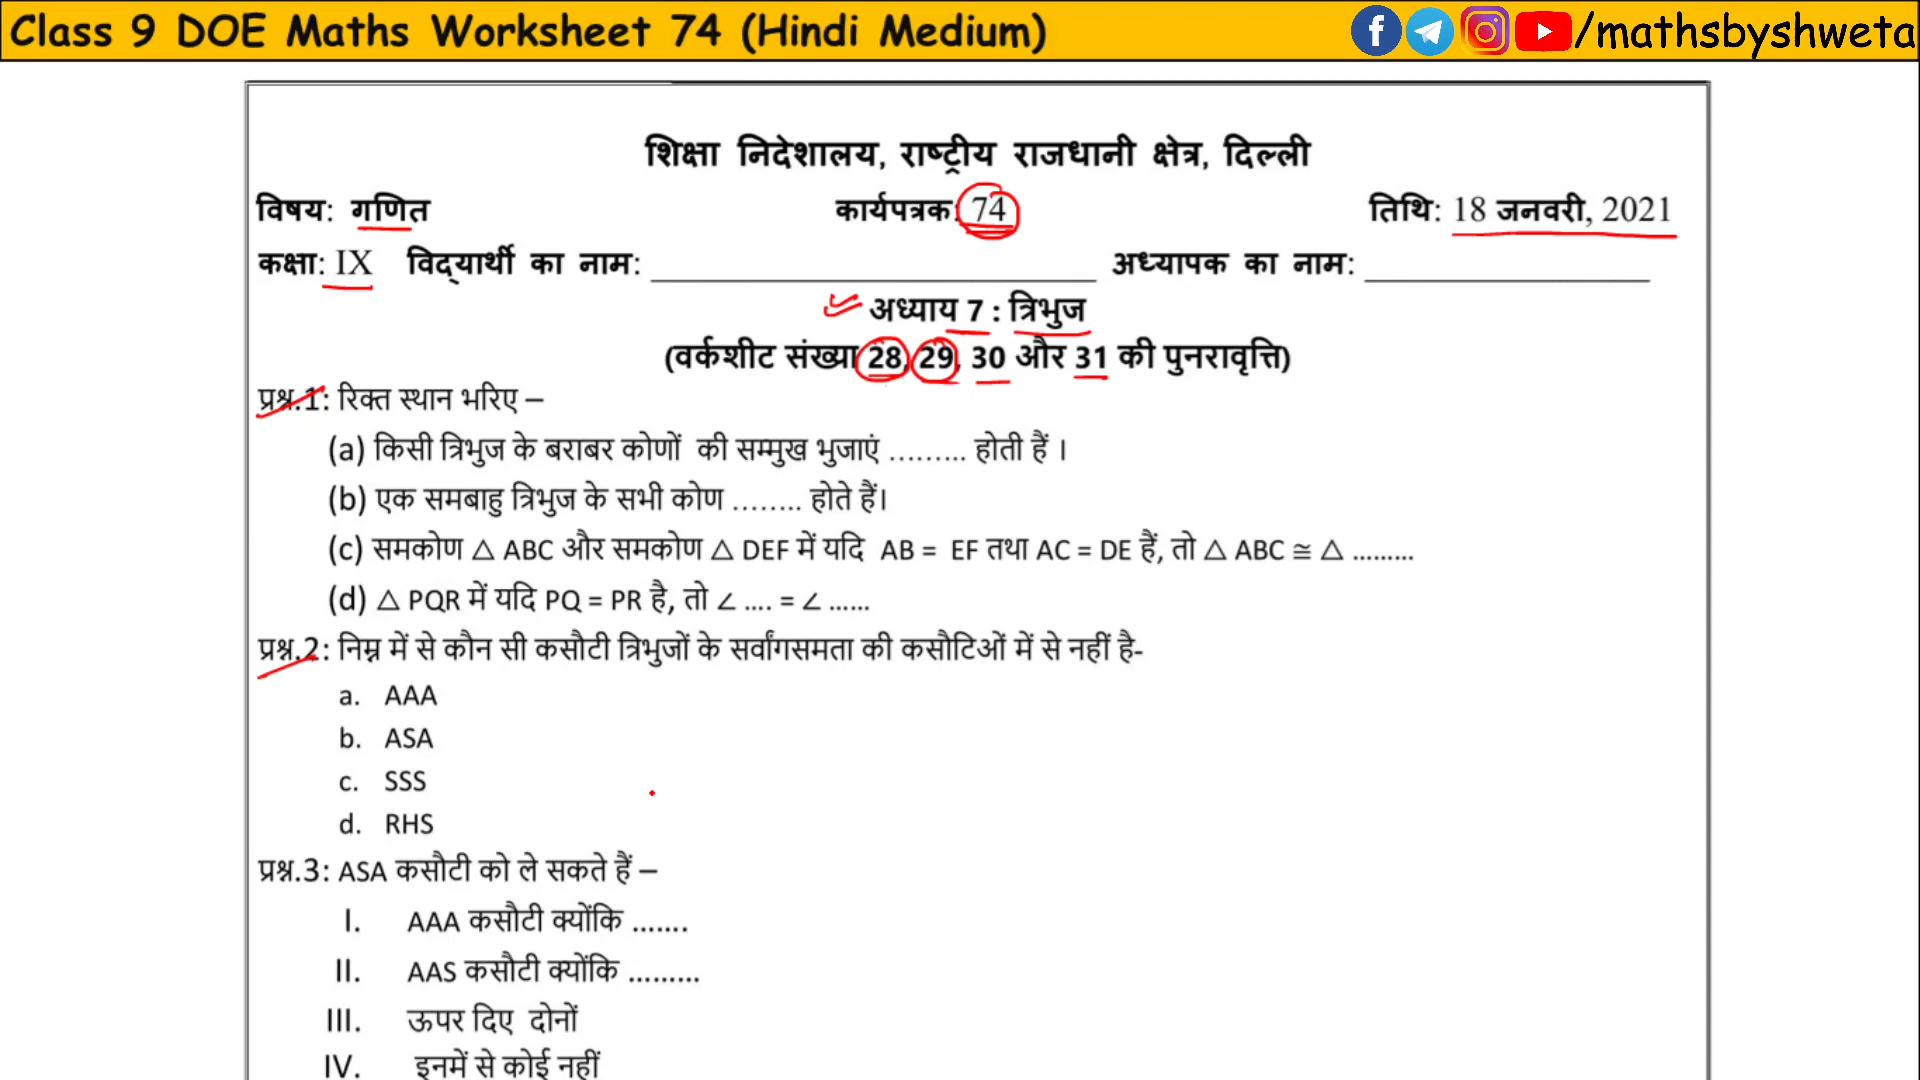 Class 9 DOE Maths Worksheet 74 (Hindi Medium) /mathsbyshweta
शिक्षा निदेशालय, राष्ट्रीय राजधानी क्षेत्र, दिल्ली
विषय: गणित कार्यपत्रक: 74 तिथि: 18 जनवरी, 2021
कक्षा: IX विद्यार्थी का नाम: ____________________ अध्यापक का नाम: ____________________
अध्याय 7 : त्रिभुज
(वर्कशीट संख्या 28, 29, 30 और 31 की पुनरावृत्ति)
प्रश्न.1: रिक्त स्थान भरिए –
(a) किसी त्रिभुज के बराबर कोणों की सम्मुख भुजाएं ......... होती हैं ।
(b) एक समबाहु त्रिभुज के सभी कोण ........ होते हैं।
(c) समकोण △ ABC और समकोण △ DEF में यदि AB = EF तथा AC = DE हैं, तो △ ABC ≅ △ .........
(d) △ PQR में यदि PQ = PR है, तो ∠ .... = ∠ ......
प्रश्न.2: निम्न में से कौन सी कसौटी त्रिभुजों के सर्वांगसमता की कसौटिओं में से नहीं है-
a. AAA
b. ASA
c. SSS
d. RHS
प्रश्न.3: ASA कसौटी को ले सकते हैं –
I. AAA कसौटी क्योंकि .......
II. AAS कसौटी क्योंकि .........
III. ऊपर दिए दोनों
IV. इनमें से कोई नहीं